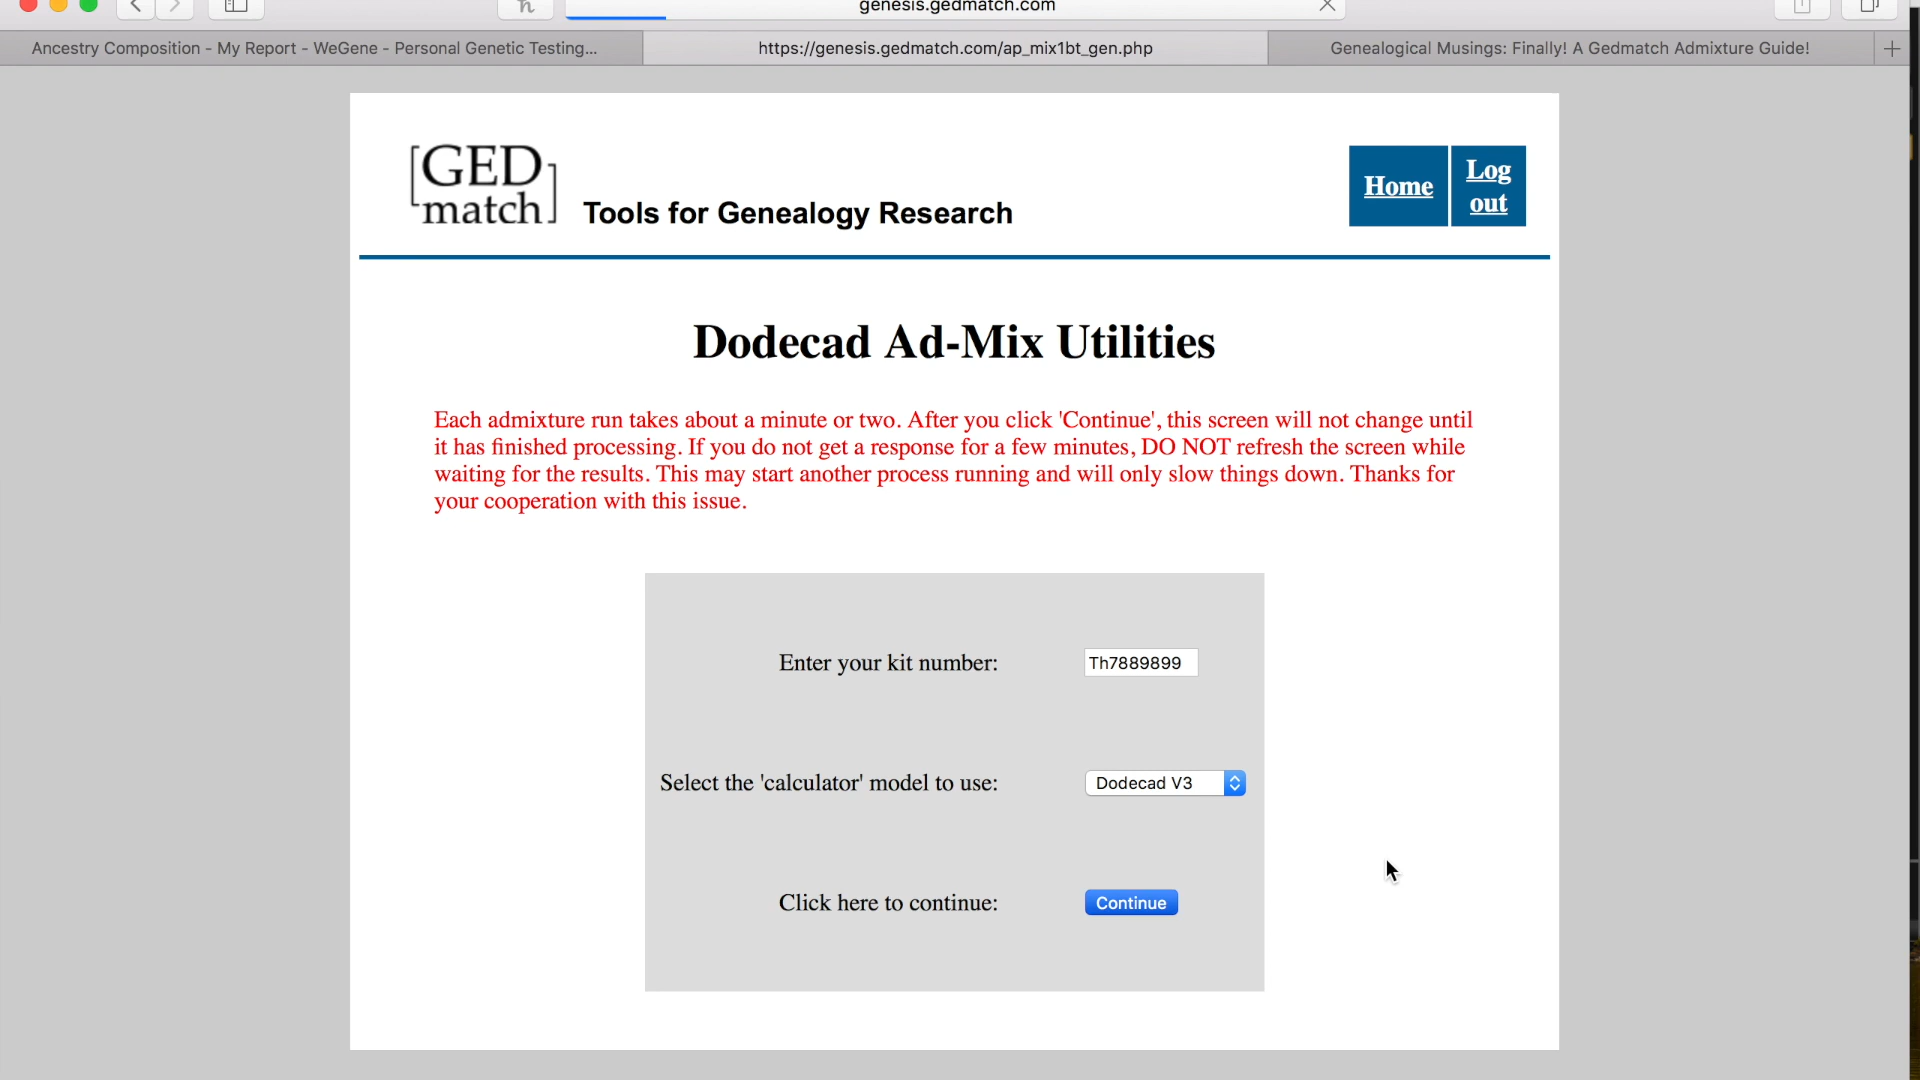 genesis.gedmatch.com
Ancestry Composition - My Report - WeGene - Personal Genetic Testing...
https://genesis.gedmatch.com/ap_mix1bt_gen.php
Genealogical Musings: Finally! A Gedmatch Admixture Guide!
[GED
match]
Tools for Genealogy Research
Home
Log
out
Dodecad Ad-Mix Utilities
Each admixture run takes about a minute or two. After you click 'Continue', this screen will not change until
it has finished processing. If you do not get a response for a few minutes, DO NOT refresh the screen while
waiting for the results. This may start another process running and will only slow things down. Thanks for
your cooperation with this issue.
Enter your kit number:
Th7889899
Select the 'calculator' model to use:
Dodecad V3
Click here to continue:
Continue